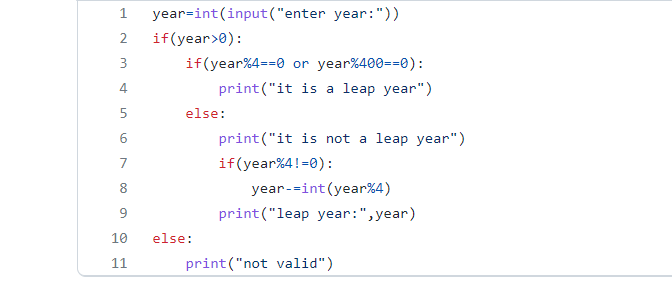 1 year=int(input("enter year:"))
2 if(year>0):
3     if(year%4==0 or year%400==0):
4         print("it is a leap year")
5     else:
6         print("it is not a leap year")
7         if(year%4!=0):
8             year-=int(year%4)
9         print("leap year:",year)
10 else:
11     print("not valid")